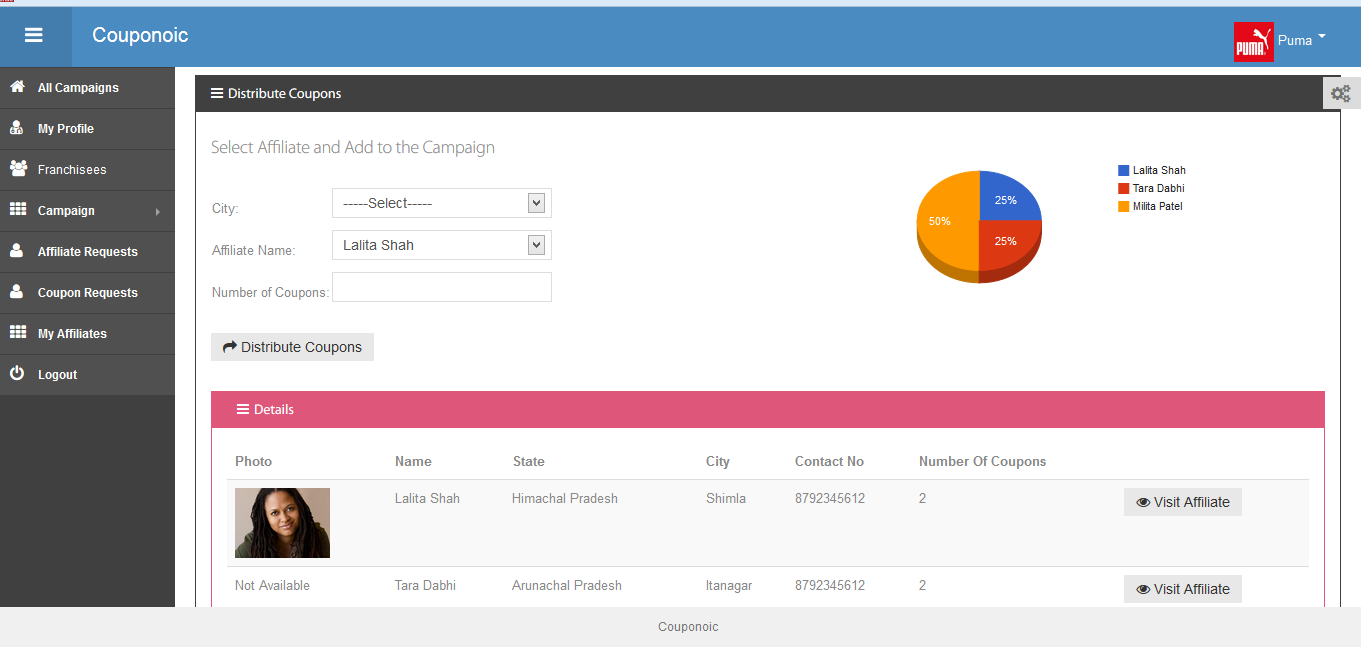 Couponoic
PUMA
Puma
All Campaigns
My Profile
Franchisees
Campaign
Affiliate Requests
Coupon Requests
My Affiliates
Logout
Distribute Coupons
Select Affiliate and Add to the Campaign
City: -----Select-----
Affiliate Name: Lalita Shah
Number of Coupons:
Distribute Coupons
25%
25%
50%
Lalita Shah
Tara Dabhi
Milita Patel
Details
Photo Name State City Contact No Number Of Coupons
Lalita Shah Himachal Pradesh Shimla 8792345612 2 Visit Affiliate
Not Available Tara Dabhi Arunachal Pradesh Itanagar 8792345612 2 Visit Affiliate
Couponoic